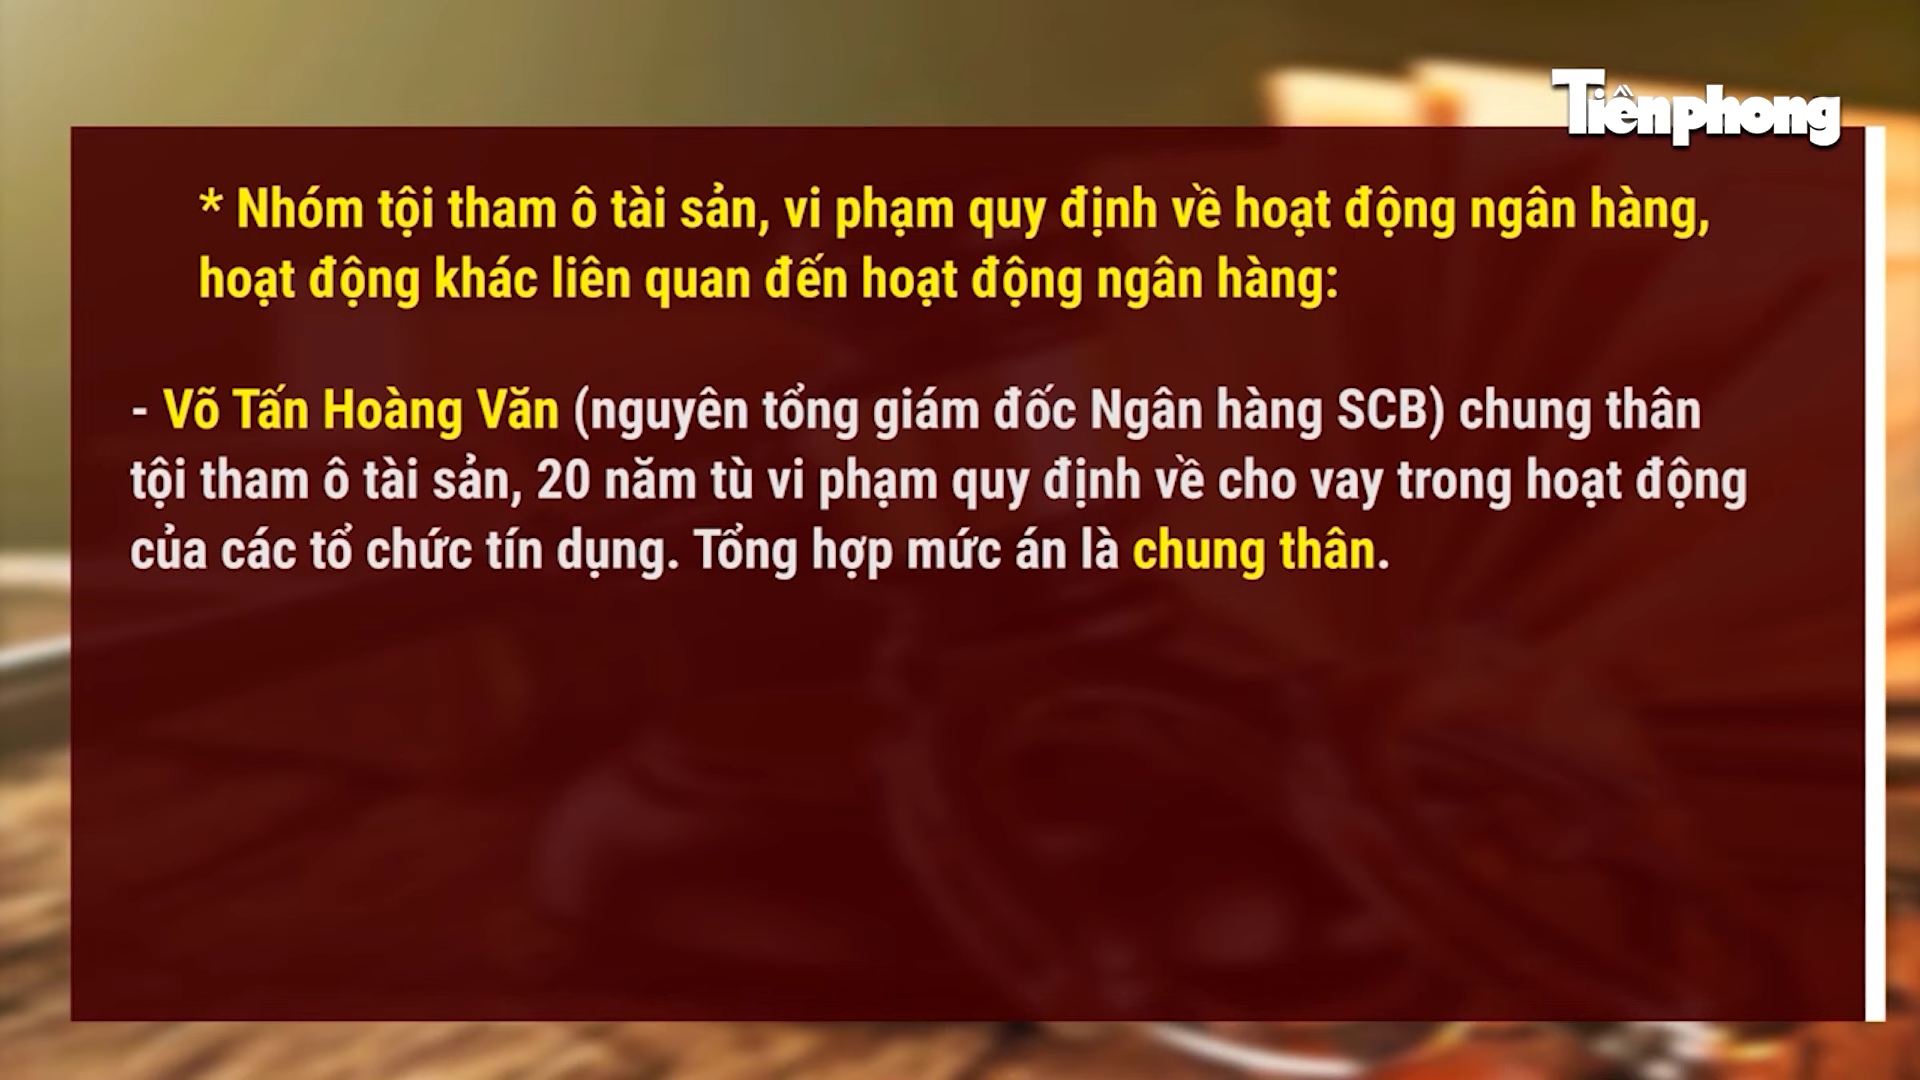 Tiềnphong
* Nhóm tội tham ô tài sản, vi phạm quy định về hoạt động ngân hàng,
hoạt động khác liên quan đến hoạt động ngân hàng:
- Võ Tấn Hoàng Văn (nguyên tổng giám đốc Ngân hàng SCB) chung thân
tội tham ô tài sản, 20 năm tù vi phạm quy định về cho vay trong hoạt động
của các tổ chức tín dụng. Tổng hợp mức án là chung thân.